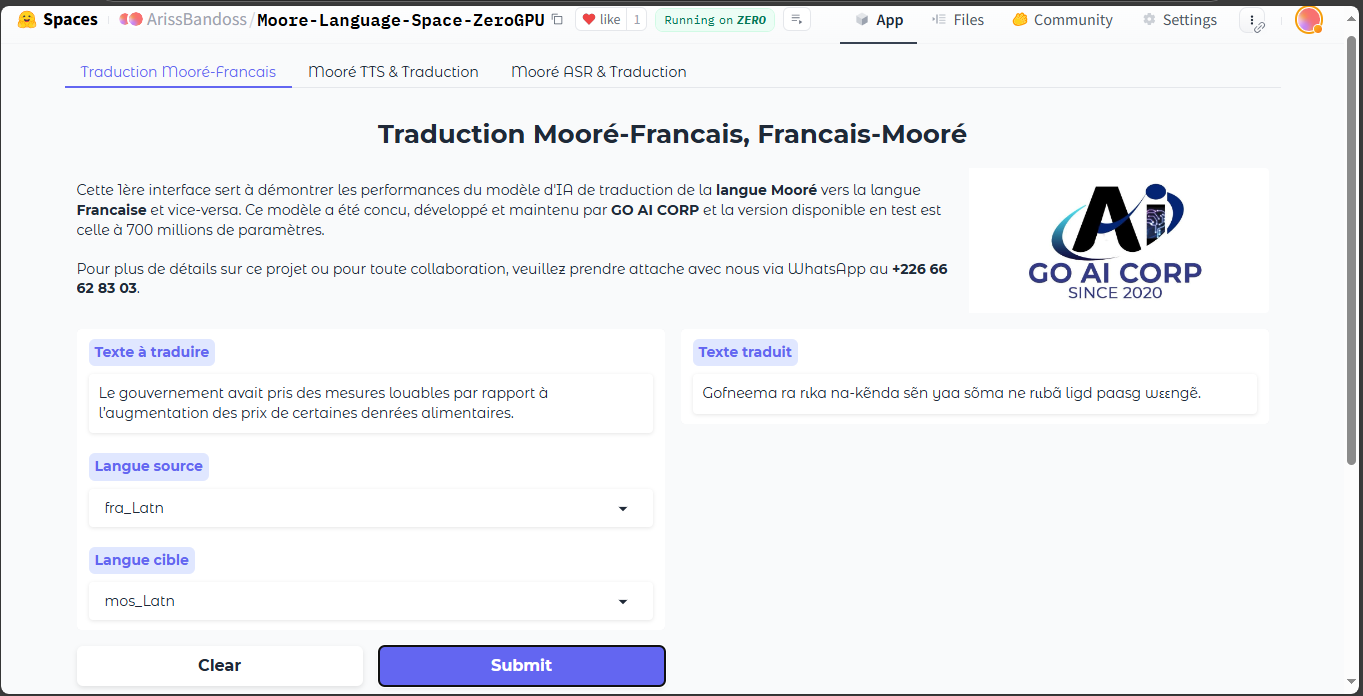 Spaces
ArissBandoss/Moore-Language-Space-ZeroGPU
like 1
Running on ZERO
App
Files
Community
Settings
Traduction Mooré-Francais
Mooré TTS & Traduction
Mooré ASR & Traduction
Traduction Mooré-Francais, Francais-Mooré
Cette 1ère interface sert à démontrer les performances du modèle d'IA de traduction de la langue Mooré vers la langue
Francaise et vice-versa. Ce modèle a été concu, développé et maintenu par GO AI CORP et la version disponible en test est
celle à 700 millions de paramètres.
Pour plus de détails sur ce projet ou pour toute collaboration, veuillez prendre attache avec nous via WhatsApp au +226 66
62 83 03.
Ai
GO AI CORP
SINCE 2020
Texte à traduire
Le gouvernement avait pris des mesures louables par rapport à
l'augmentation des prix de certaines denrées alimentaires.
Texte traduit
Gofneema ra rɩka na-kẽnda sẽn yaa sõma ne rɩɩbã ligd paasg wɛɛngẽ.
Langue source
fra_Latn
Langue cible
mos_Latn
Clear
Submit